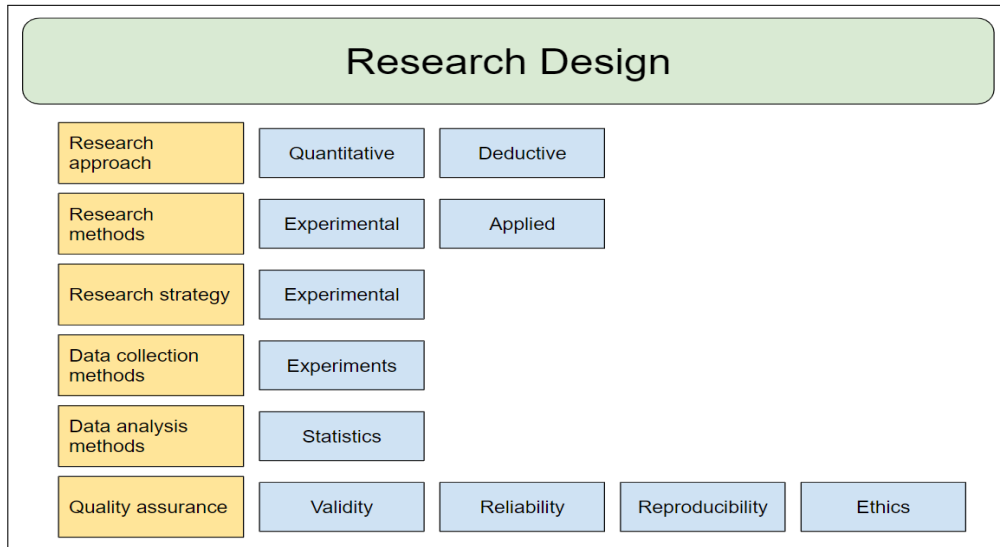 Research Design
Research
approach
Quantitative
Deductive
Research
methods
Experimental
Applied
Research strategy
Experimental
Data collection
methods
Experiments
Data analysis
methods
Statistics
Quality assurance
Validity
Reliability
Reproducibility
Ethics